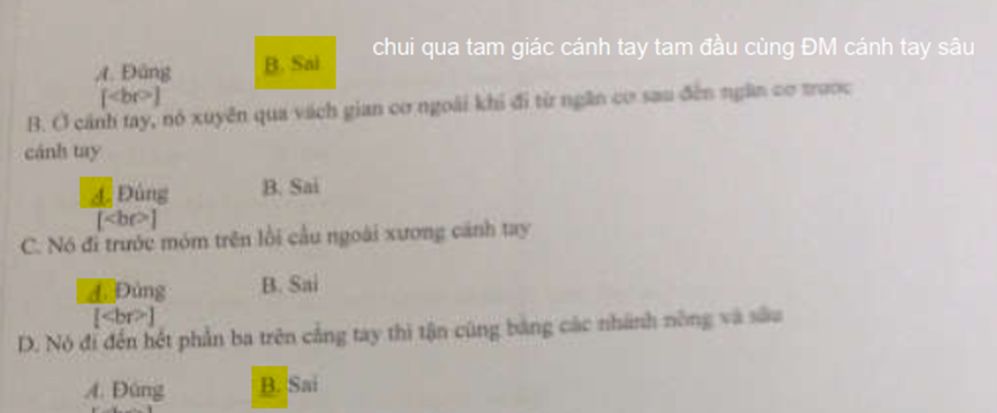 chui qua tam giác cánh tay tam đầu cùng ĐM cánh tay sâu
A. Đúng B. Sai
[<br>]
B. Ở cánh tay, nó xuyên qua vách gian cơ ngoài khi đi từ ngăn cơ sau đến ngăn cơ trước
cánh tay
A. Đúng B. Sai
[<br>]
C. Nó đi trước mỏm trên lồi cầu ngoài xương cánh tay
A. Đúng B. Sai
[<br>]
D. Nó đi đến hết phần ba trên cẳng tay thì tận cùng bằng các nhánh nông và sâu
A. Đúng B. Sai